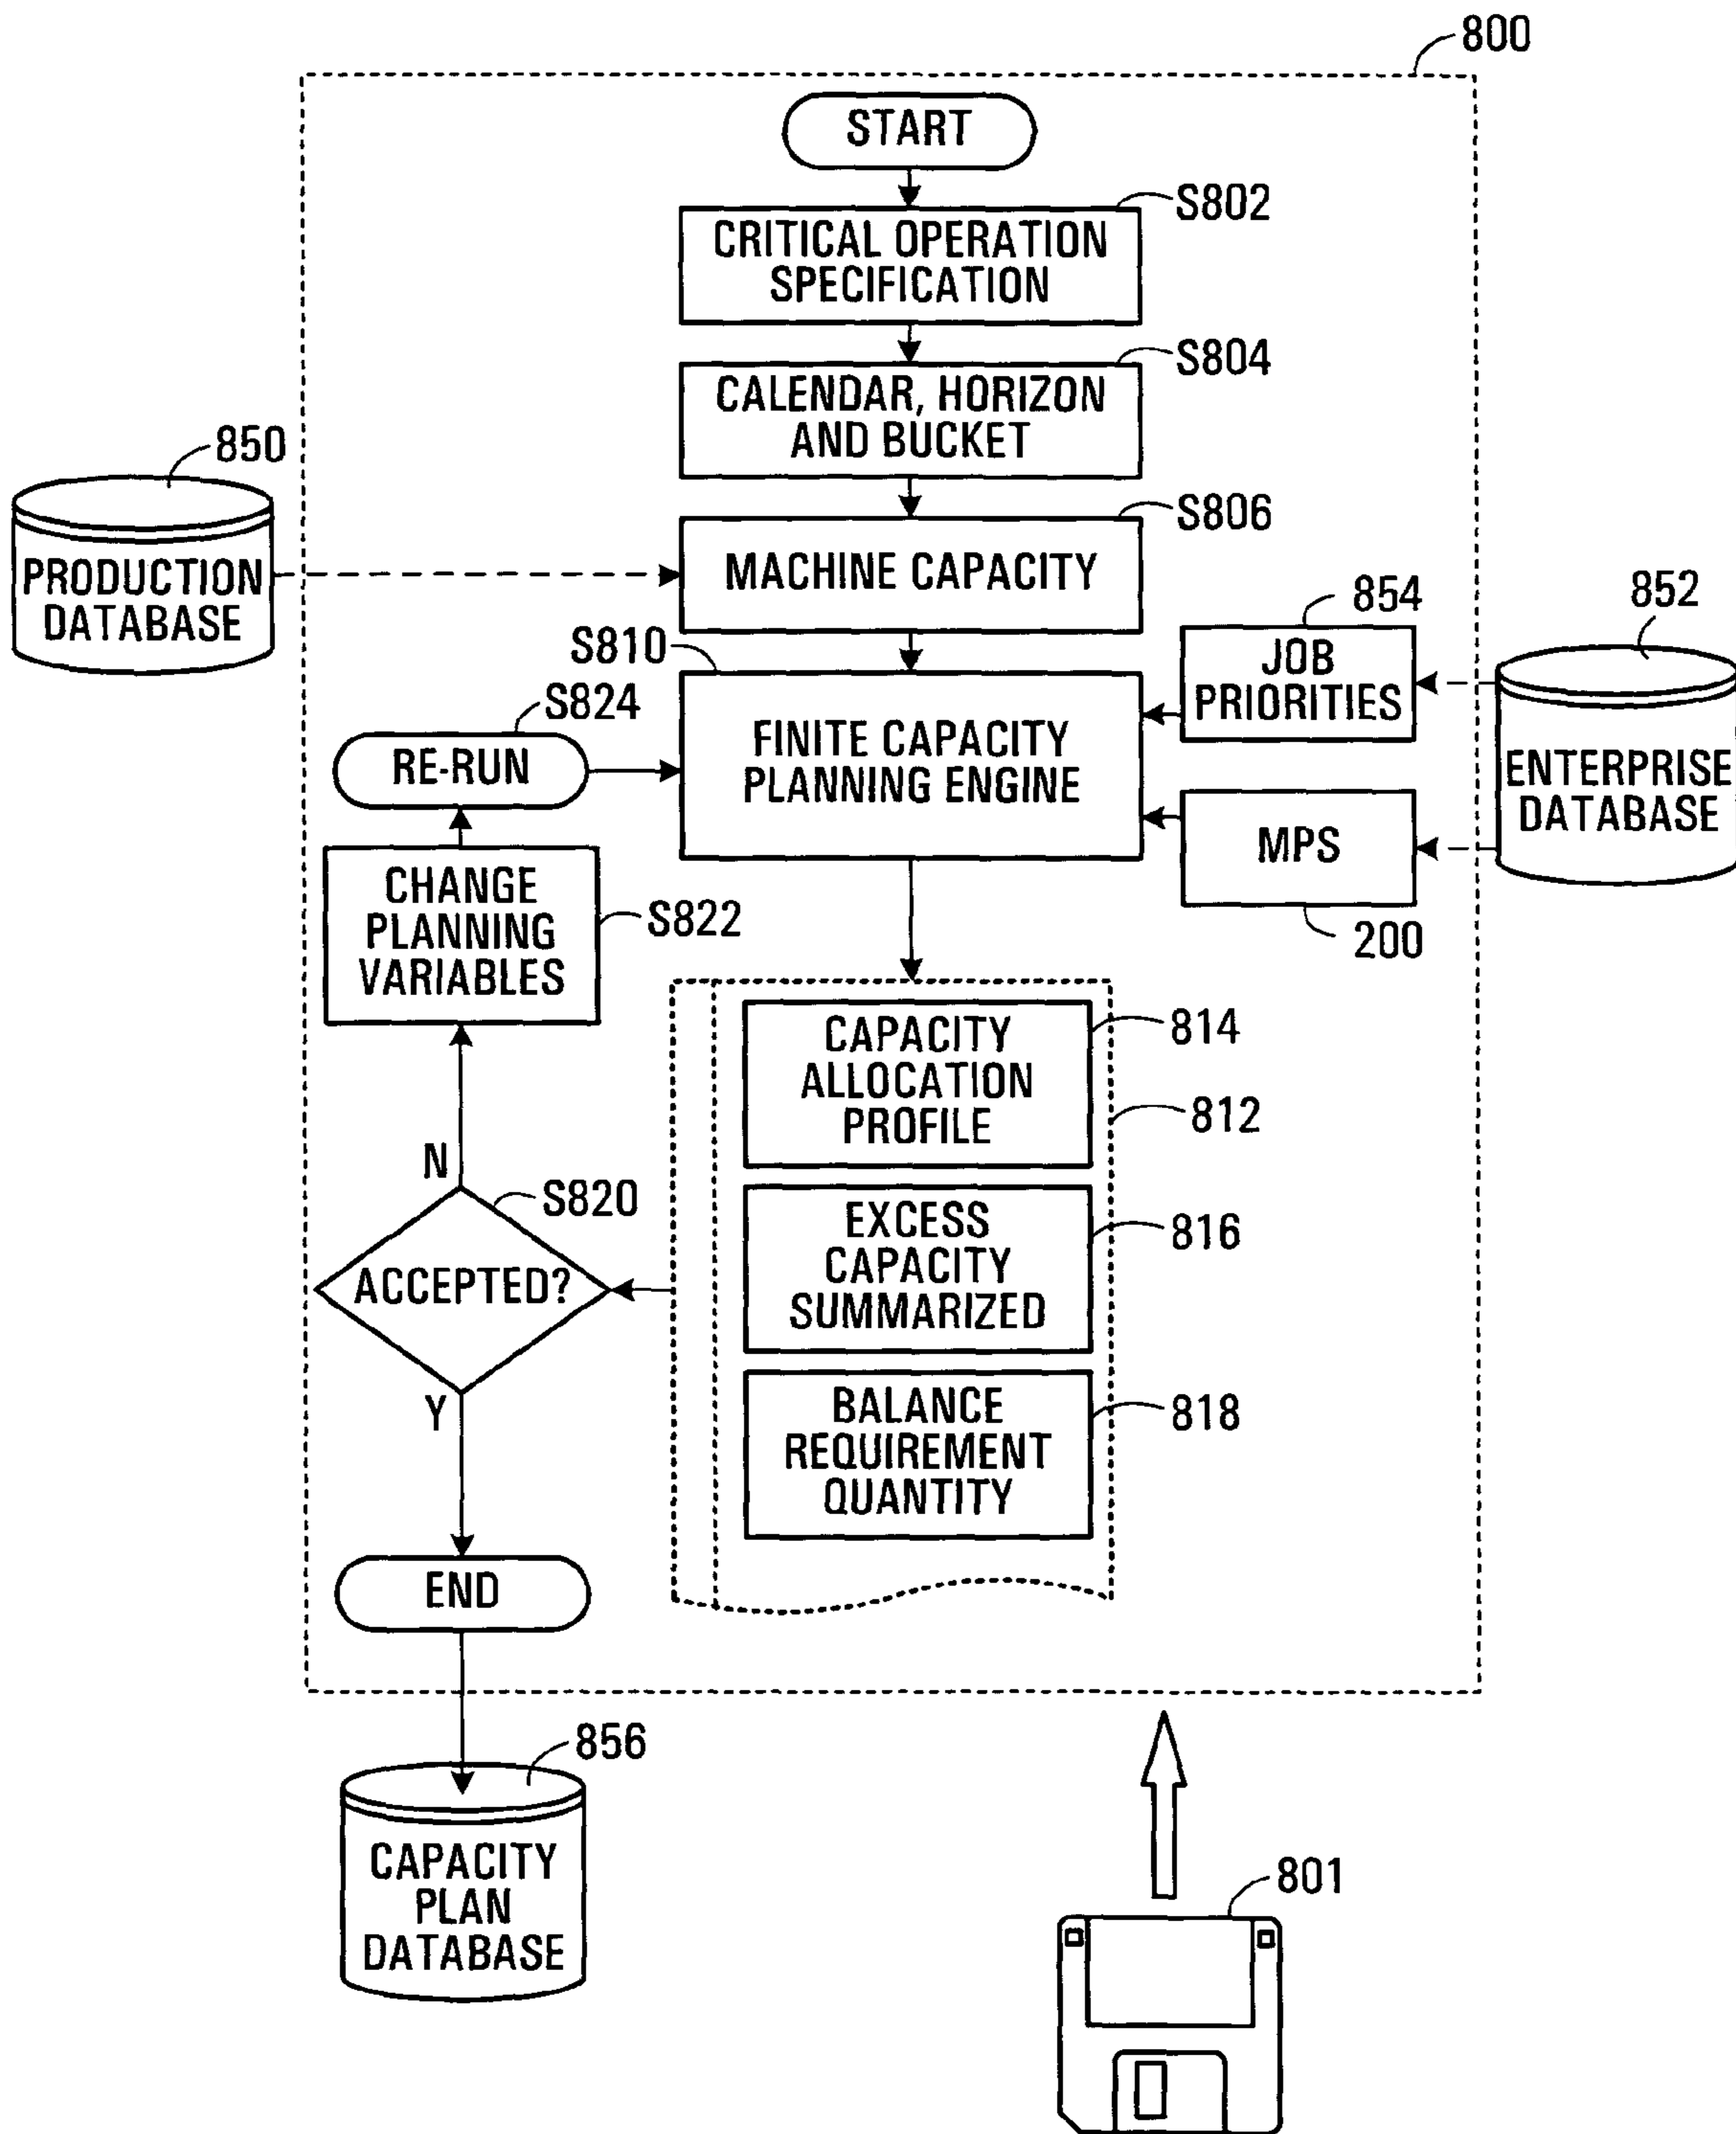 800
START
S802
CRITICAL OPERATION
SPECIFICATION
S804
CALENDAR, HORIZON
AND BUCKET
850
S806
PRODUCTION
DATABASE
MACHINE CAPACITY
854
852
S810
JOB
PRIORITIES
S824
RE-RUN
FINITE CAPACITY
PLANNING ENGINE
ENTERPRISE
DATABASE
MPS
200
CHANGE
PLANNING
VARIABLES
S822
CAPACITY
ALLOCATION
PROFILE
814
812
N
S820
ACCEPTED?
EXCESS
CAPACITY
SUMMARIZED
816
Y
BALANCE
REQUIREMENT
QUANTITY
818
END
856
CAPACITY
PLAN
DATABASE
801